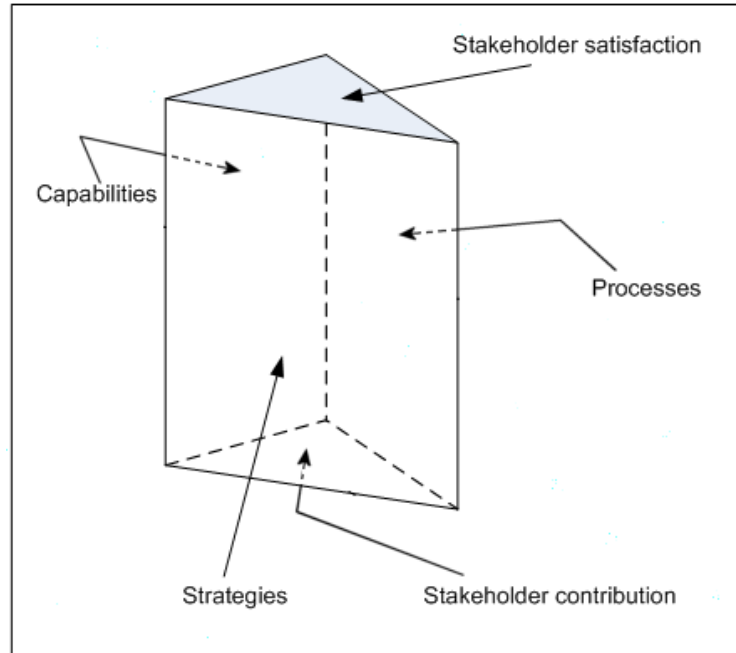 Stakeholder satisfaction
Capabilities
Processes
Strategies
Stakeholder contribution